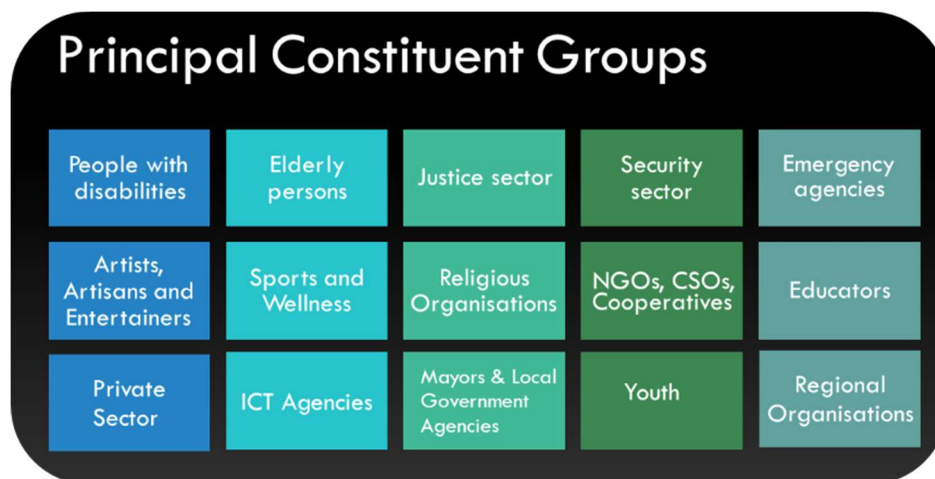 Principal Constituent Groups
People with
disabilities
Elderly
persons
Justice sector
Security
sector
Emergency
agencies
Artists,
Artisans and
Entertainers
Sports and
Wellness
Religious
Organisations
NGOs, CSOs,
Cooperatives
Educators
Private
Sector
ICT Agencies
Mayors & Local
Government
Agencies
Youth
Regional
Organisations